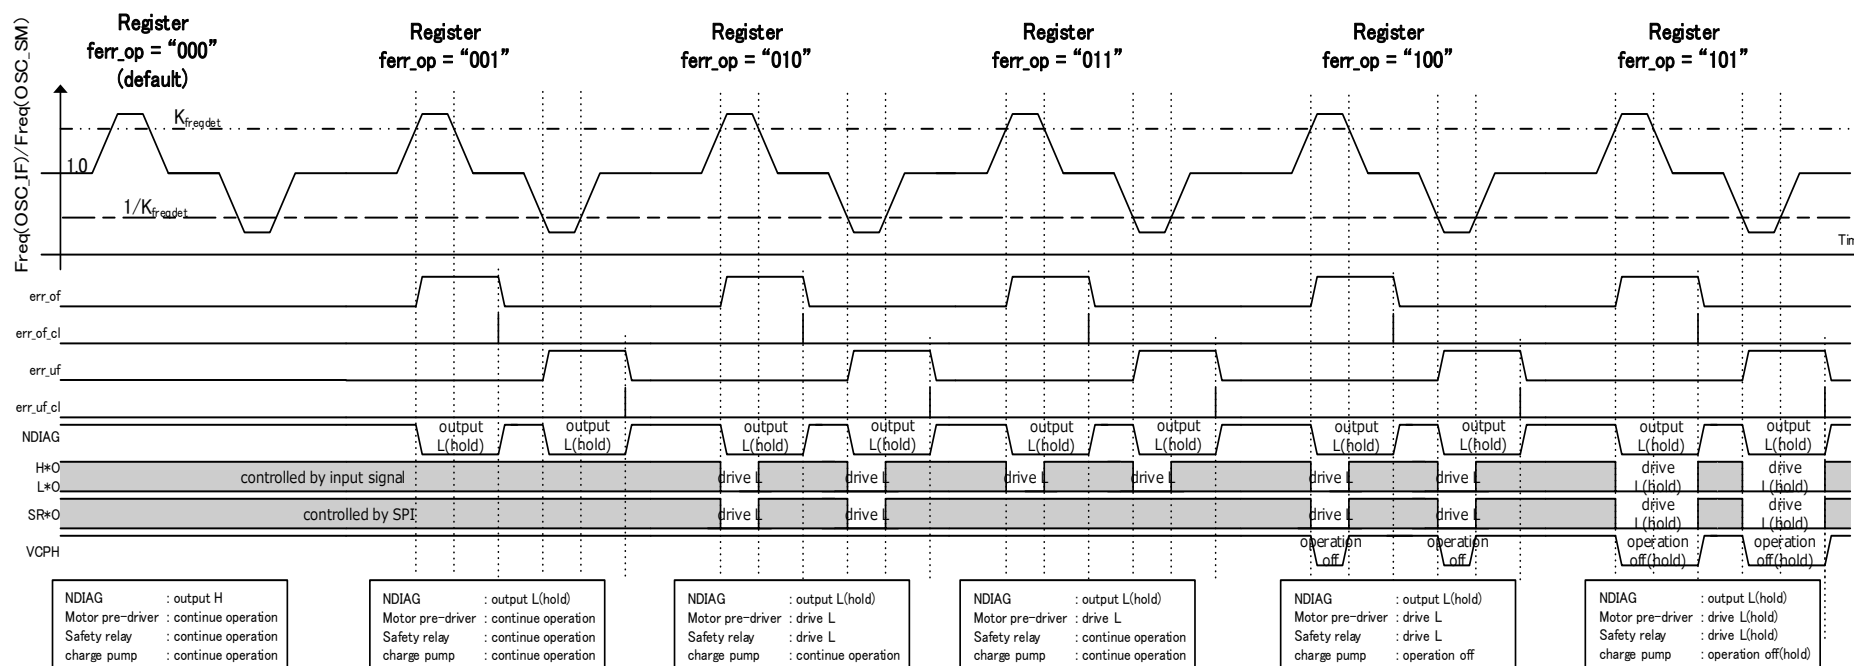 Register
ferr_op = “000”
(default)
Register
ferr_op = “001”
Register
ferr_op = “010”
Register
ferr_op = “011”
Register
ferr_op = “100”
Register
ferr_op = “101”
Freq(OSC_IF)/Freq(OSC_SM)
Kfreqdet
1.0
1/Kfreqdet
Tim
err_of
err_of_cl
err_uf
err_uf_cl
NDIAG
output L(hold)
output L(hold)
output L(hold)
output L(hold)
output L(hold)
output L(hold)
output L(hold)
output L(hold)
output L(hold)
output L(hold)
H*O
L*O
controlled by input signal
drive L
drive L
drive L
drive L
drive L
drive L
drive L(hold)
drive L(hold)
SR*O
controlled by SPI
drive L
drive L
drive L
drive L
drive L(hold)
drive L(hold)
VCPH
operation off
operation off
operation off(hold)
operation off(hold)
NDIAG : output H
Motor pre-driver : continue operation
Safety relay : continue operation
charge pump : continue operation
NDIAG : output L(hold)
Motor pre-driver : continue operation
Safety relay : continue operation
charge pump : continue operation
NDIAG : output L(hold)
Motor pre-driver : drive L
Safety relay : drive L
charge pump : continue operation
NDIAG : output L(hold)
Motor pre-driver : drive L
Safety relay : continue operation
charge pump : continue operation
NDIAG : output L(hold)
Motor pre-driver : drive L
Safety relay : drive L
charge pump : operation off
NDIAG : output L(hold)
Motor pre-driver : drive L(hold)
Safety relay : drive L(hold)
charge pump : operation off(hold)